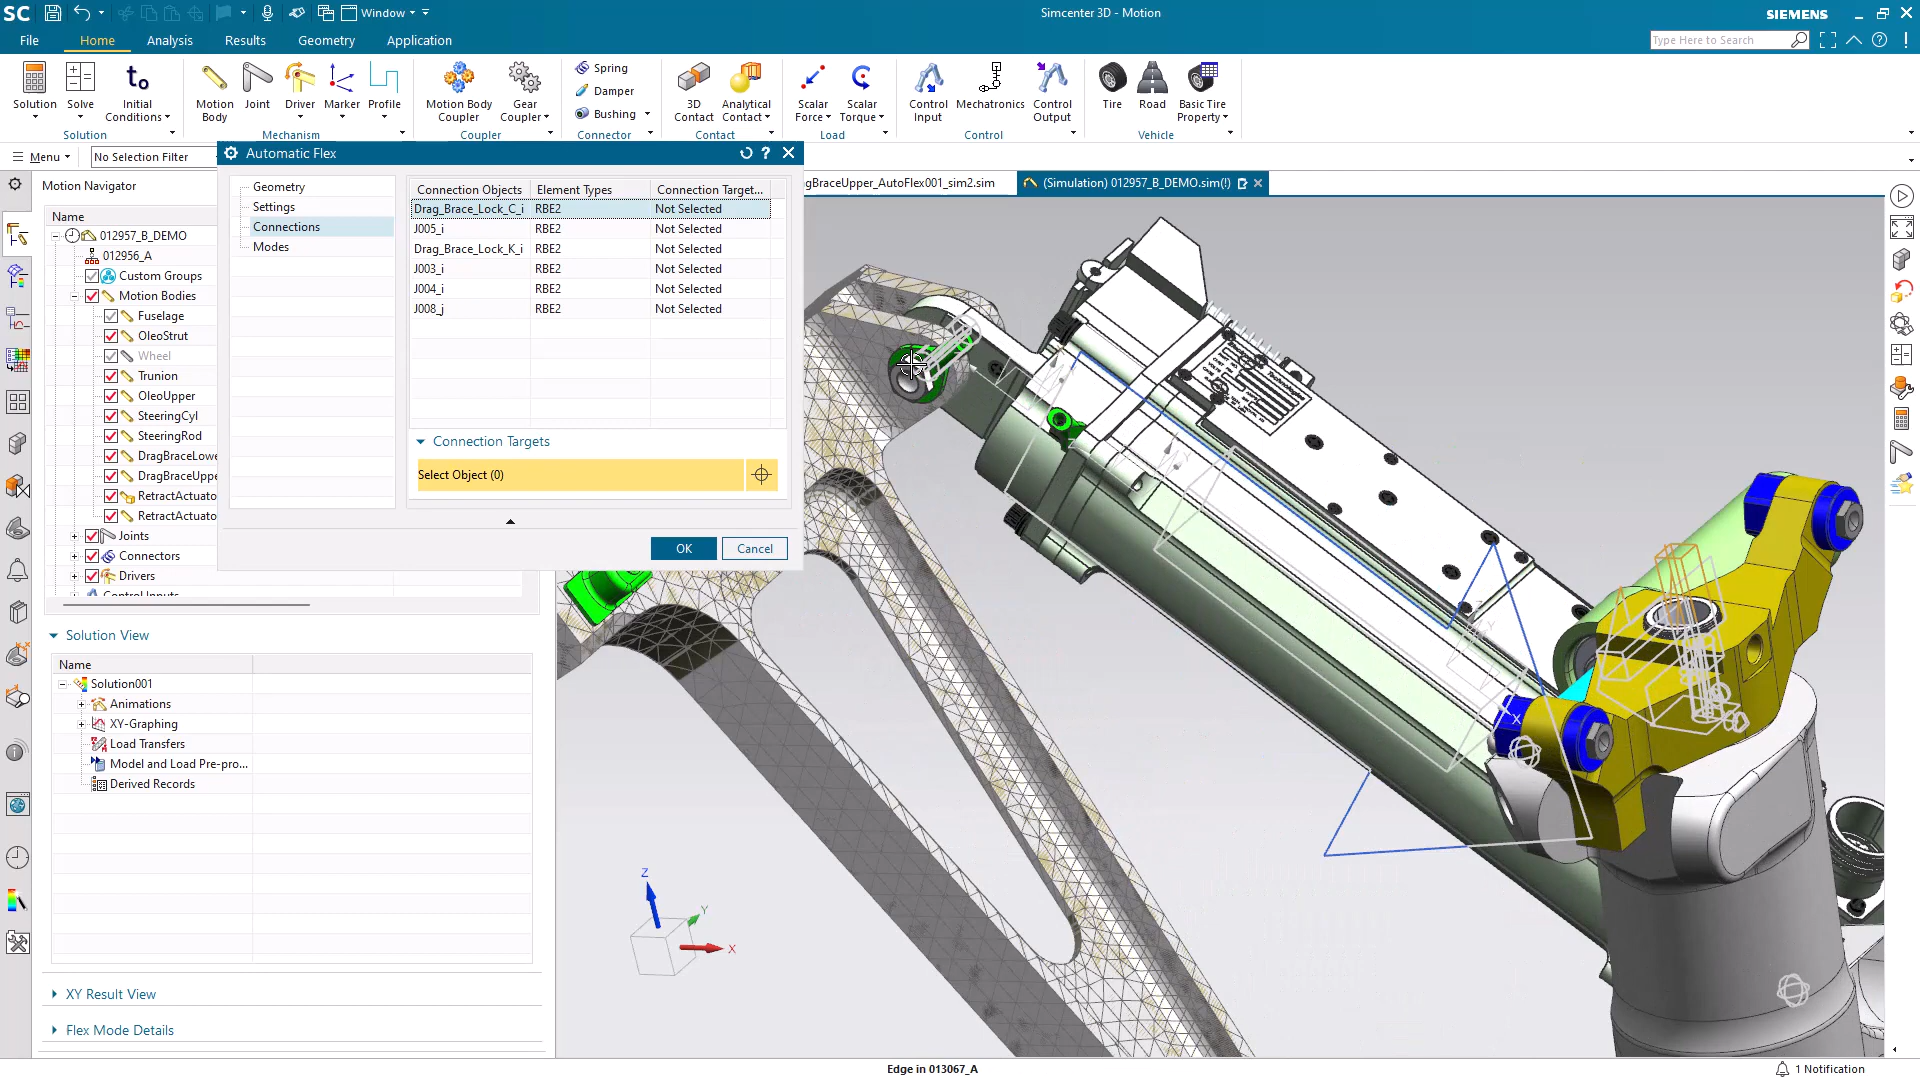 SC
Window
Simcenter 3D - Motion
SIEMENS
File
Home
Analysis
Results
Geometry
Application
Type Here to Search
Solution
Solve
Initial Conditions
Motion Body
Joint
Driver
Marker
Profile
Motion Body Coupler
Gear Coupler
Spring
Damper
Bushing
3D Contact
Analytical Contact
Scalar Force
Scalar Torque
Control Input
Mechatronics
Control Output
Tire
Road
Basic Tire Property
Solution
Mechanism
Coupler
Connector
Contact
Load
Control
Vehicle
Menu
No Selection Filter
Automatic Flex
gBraceUpper_AutoFlex001_sim2.sim
(Simulation) 012957_B_DEMO.sim(!)
Motion Navigator
Name
012957_B_DEMO
012956_A
Custom Groups
Motion Bodies
Fuselage
OleoStrut
Wheel
Trunion
OleoUpper
SteeringCyl
SteeringRod
DragBraceLowe
DragBraceUppe
RetractActuato
RetractActuato
Joints
Connectors
Drivers
Geometry
Settings
Connections
Modes
Connection Objects Element Types Connection Target...
Drag_Brace_Lock_C_i RBE2 Not Selected
J005_i RBE2 Not Selected
Drag_Brace_Lock_K_i RBE2 Not Selected
J003_i RBE2 Not Selected
J004_i RBE2 Not Selected
J008_j RBE2 Not Selected
Connection Targets
Select Object (0)
OK
Cancel
Solution View
Name
Solution001
Animations
XY-Graphing
Load Transfers
Model and Load Pre-pro...
Derived Records
XY Result View
Flex Mode Details
Z
Y
X
X
Edge in 013067_A
1 Notification